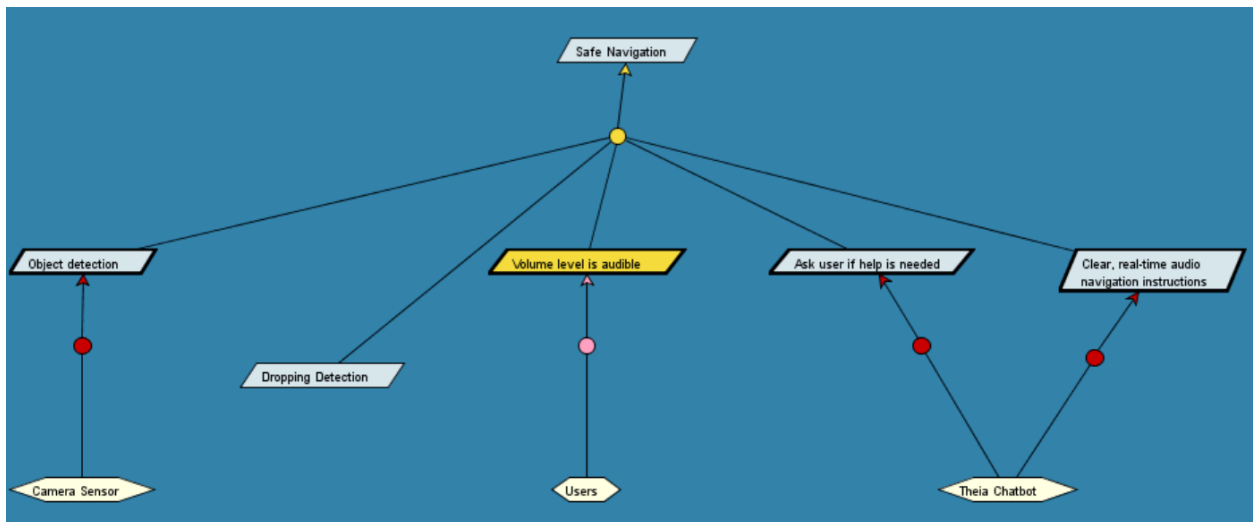 Safe Navigation
Object detection
Volume level is audible
Ask user if help is needed
Clear, real-time audio
navigation instructions
Dropping Detection
Camera Sensor
Users
Theia Chatbot